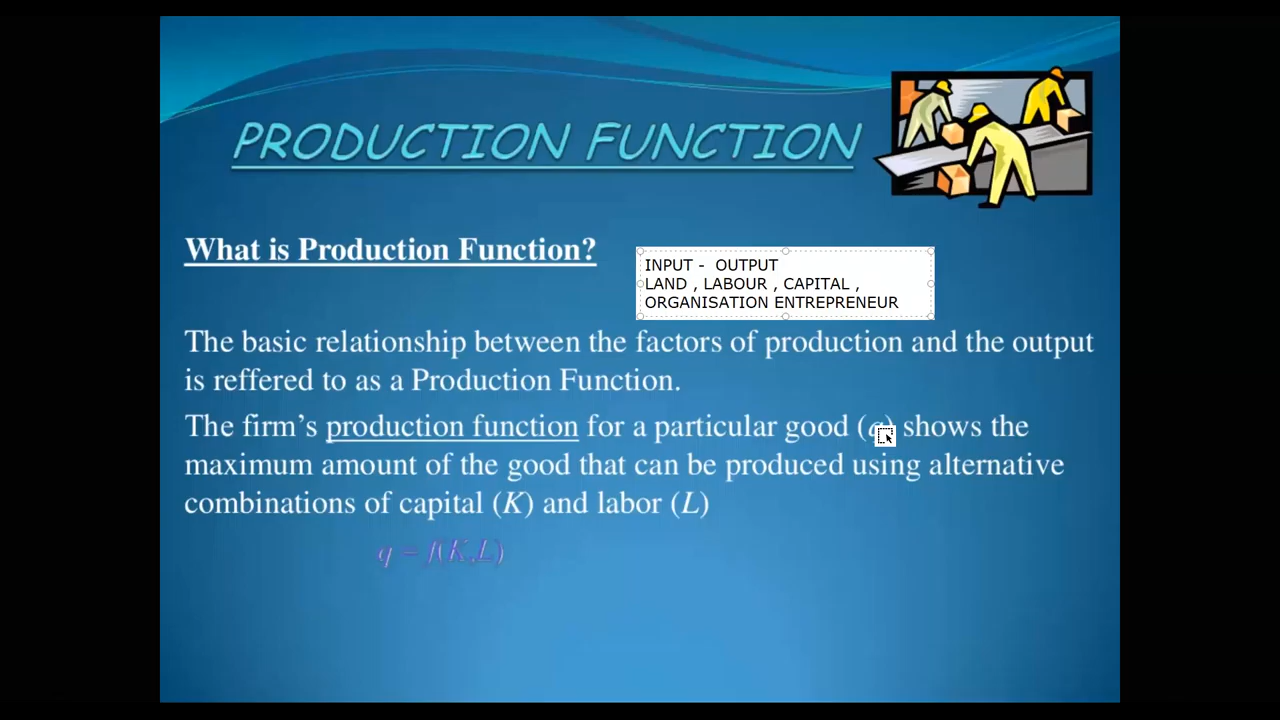 PRODUCTION FUNCTION
What is Production Function?
INPUT - OUTPUT
LAND , LABOUR , CAPITAL ,
ORGANISATION ENTREPRENEUR
The basic relationship between the factors of production and the output
is reffered to as a Production Function.
The firm's production function for a particular good (q) shows the
maximum amount of the good that can be produced using alternative
combinations of capital (K) and labor (L)
q = f(K,L)